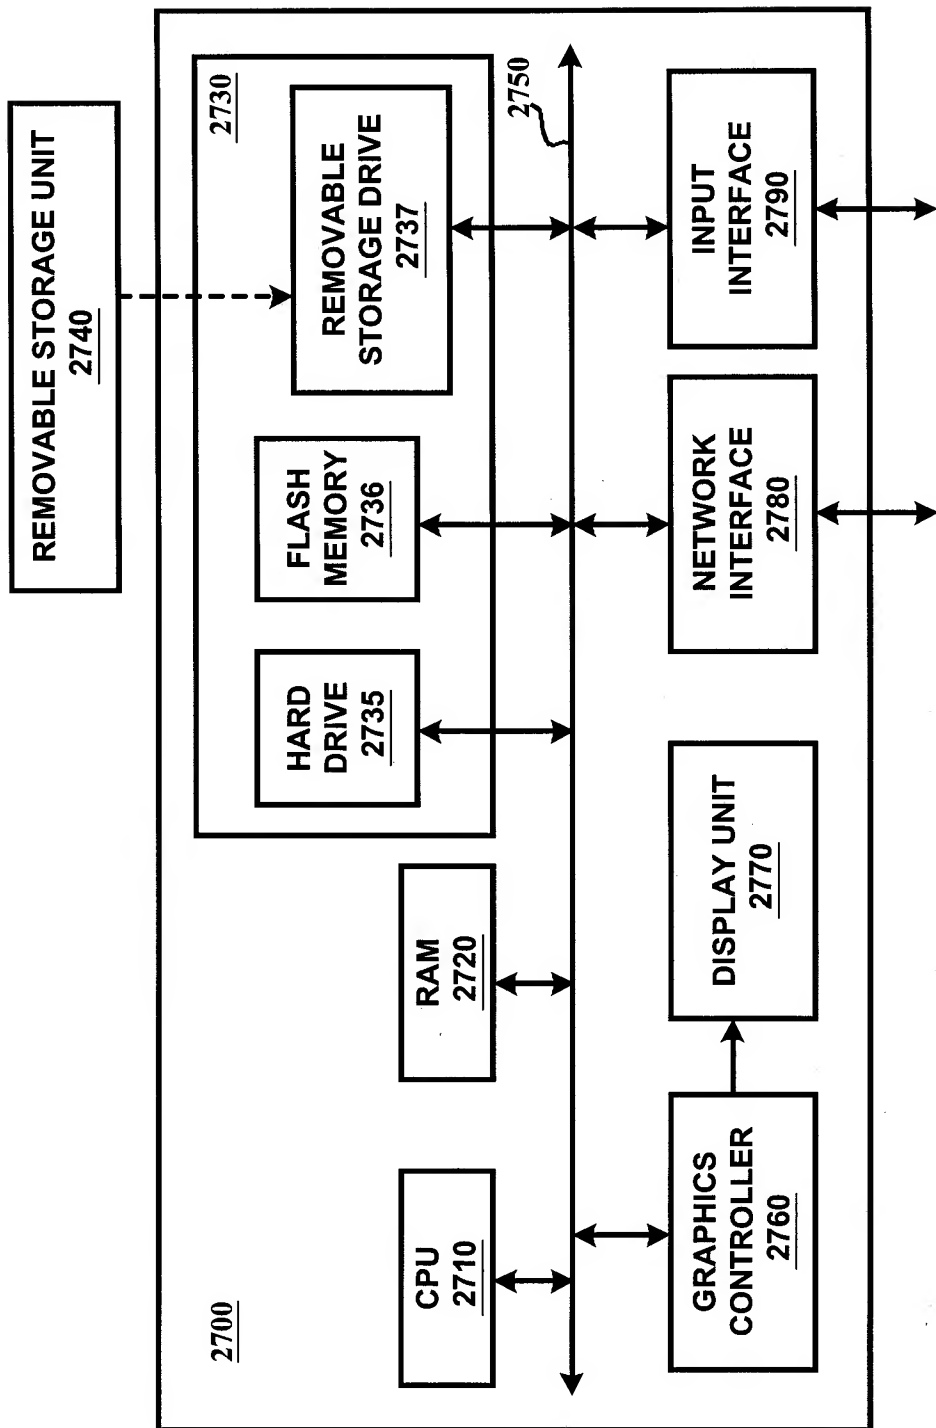 REMOVABLE STORAGE UNIT
2740
2700
2730
CPU
2710
RAM
2720
HARD
DRIVE
2735
FLASH
MEMORY
2736
REMOVABLE
STORAGE DRIVE
2737
2750
GRAPHICS
CONTROLLER
2760
DISPLAY UNIT
2770
NETWORK
INTERFACE
2780
INPUT
INTERFACE
2790